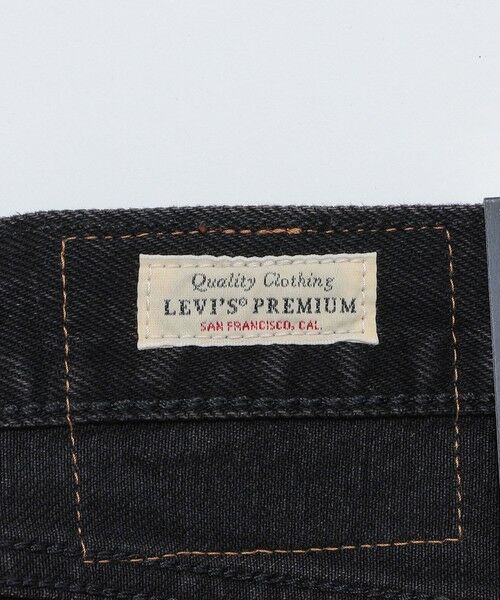 Quality Clothing
LEVI'S® PREMIUM
SAN FRANCISCO, CAL.